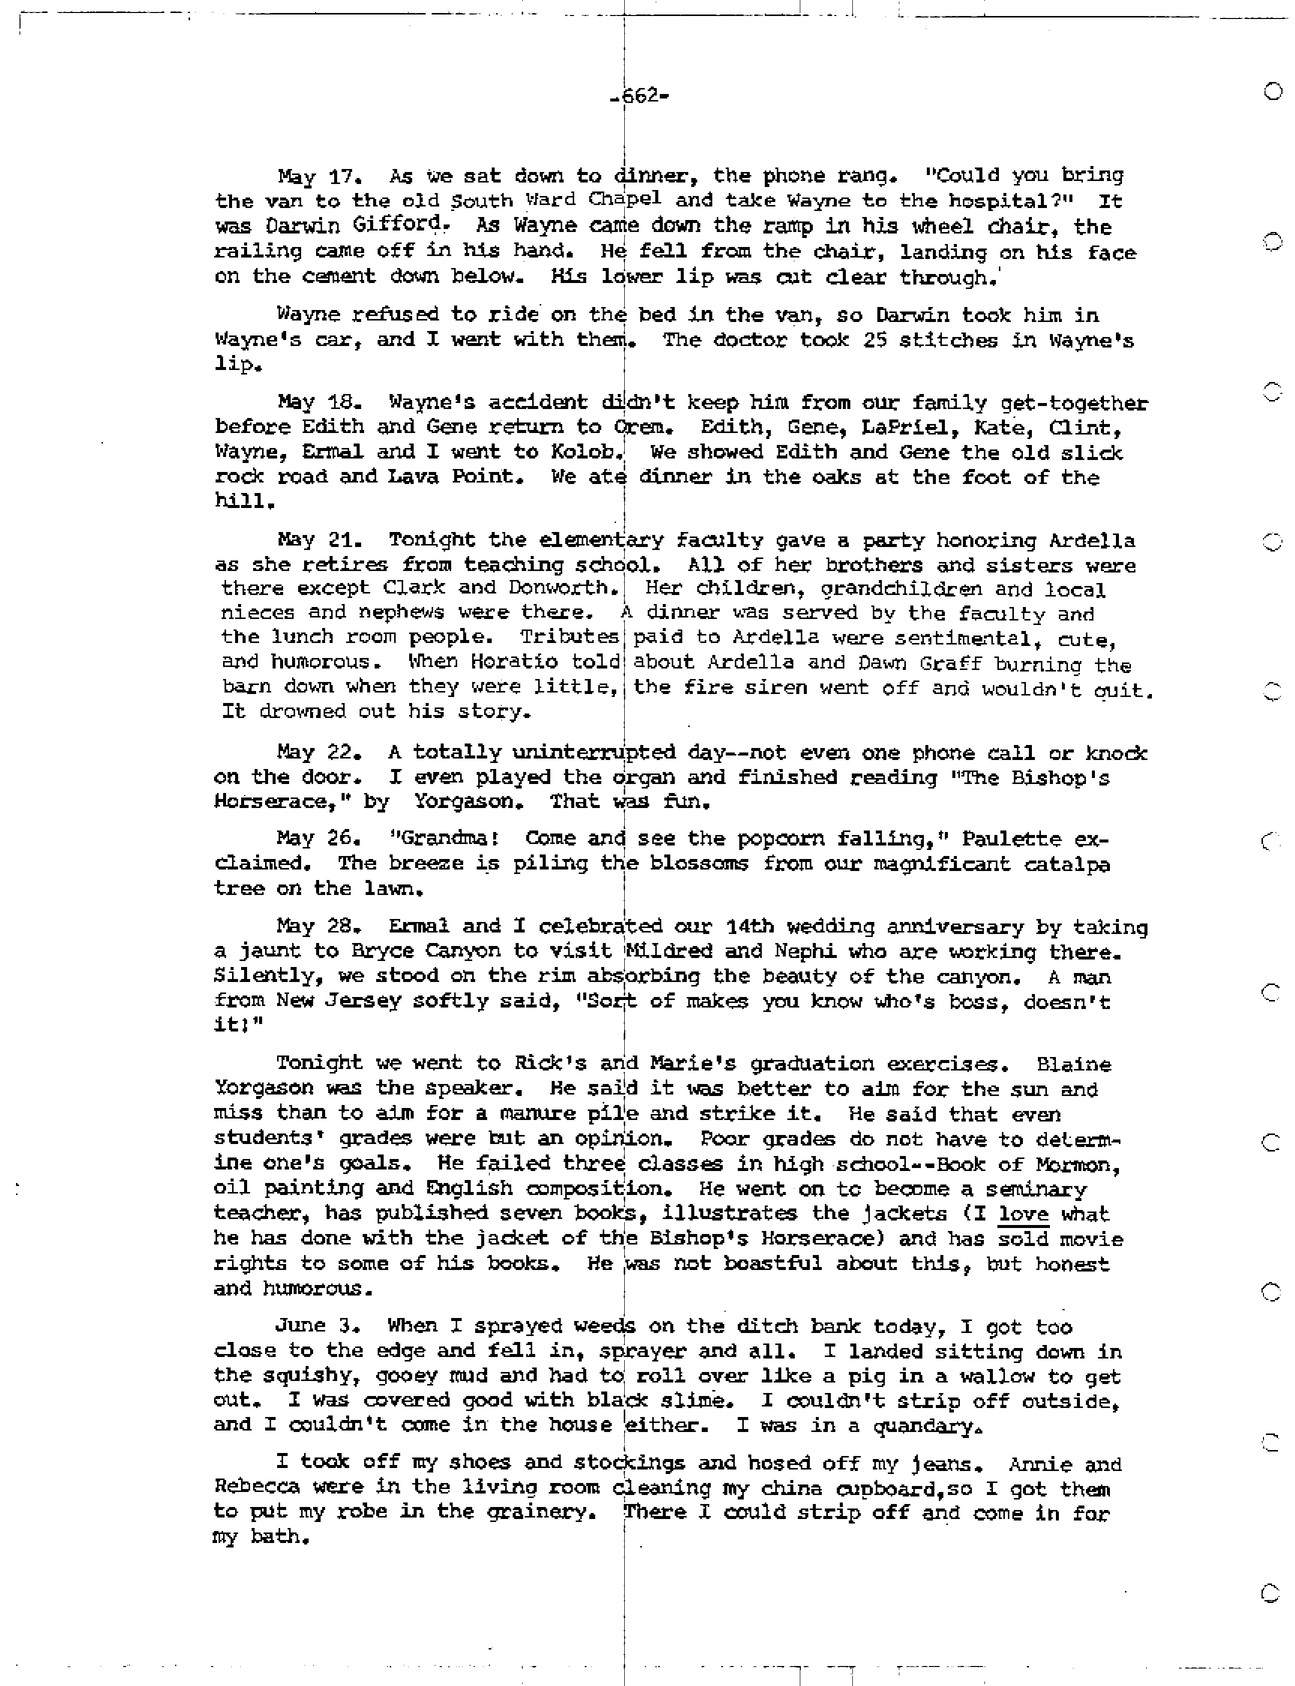 -662-
May 17. As we sat down to dinner, the phone rang. "Could you bring
the van to the old South Ward Chapel and take Wayne to the hospital?" It
was Darwin Gifford. As Wayne came down the ramp in his wheel chair, the
railing came off in his hand. He fell from the chair, landing on his face
on the cement down below. His lower lip was cut clear through.
Wayne refused to ride on the bed in the van, so Darwin took him in
Wayne's car, and I went with them. The doctor took 25 stitches in Wayne's
lip.
May 18. Wayne's accident didn't keep him from our family get-together
before Edith and Gene return to Orem. Edith, Gene, LaPriel, Kate, Clint,
Wayne, Ermal and I went to Kolob. We showed Edith and Gene the old slick
rock road and Lava Point. We ate dinner in the oaks at the foot of the
hill.
May 21. Tonight the elementary faculty gave a party honoring Ardella
as she retires from teaching school. All of her brothers and sisters were
there except Clark and Donworth. Her children, grandchildren and local
nieces and nephews were there. A dinner was served by the faculty and
the lunch room people. Tributes paid to Ardella were sentimental, cute,
and humorous. When Horatio told about Ardella and Dawn Graff burning the
barn down when they were little, the fire siren went off and wouldn't quit.
It drowned out his story.
May 22. A totally uninterrupted day--not even one phone call or knock
on the door. I even played the organ and finished reading "The Bishop's
Horserace," by Yorgason. That was fun.
May 26. "Grandma! Come and see the popcorn falling," Paulette ex-
claimed. The breeze is piling the blossoms from our magnificant catalpa
tree on the lawn.
May 28. Ermal and I celebrated our 14th wedding anniversary by taking
a jaunt to Bryce Canyon to visit Mildred and Nephi who are working there.
Silently, we stood on the rim absorbing the beauty of the canyon. A man
from New Jersey softly said, "Sort of makes you know who's boss, doesn't
it!"
Tonight we went to Rick's and Marie's graduation exercises. Blaine
Yorgason was the speaker. He said it was better to aim for the sun and
miss than to aim for a manure pile and strike it. He said that even
students' grades were but an opinion. Poor grades do not have to determ-
ine one's goals. He failed three classes in high school--Book of Mormon,
oil painting and English composition. He went on to become a seminary
teacher, has published seven books, illustrates the jackets (I love what
he has done with the jacket of the Bishop's Horserace) and has sold movie
rights to some of his books. He was not boastful about this, but honest
and humorous.
June 3. When I sprayed weeds on the ditch bank today, I got too
close to the edge and fell in, sprayer and all. I landed sitting down in
the squishy, gooey mud and had to roll over like a pig in a wallow to get
out. I was covered good with black slime. I couldn't strip off outside,
and I couldn't come in the house either. I was in a quandary.
I took off my shoes and stockings and hosed off my jeans. Annie and
Rebecca were in the living room cleaning my china cupboard,so I got them
to put my robe in the grainery. There I could strip off and come in for
my bath.